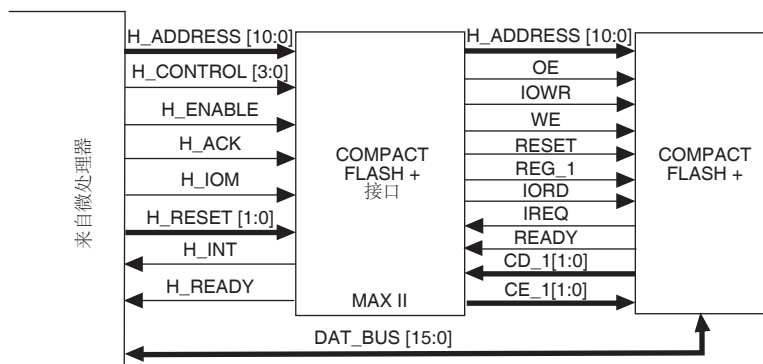 来自微处理器
H_ADDRESS [10:0]
H_CONTROL [3:0]
H_ENABLE
H_ACK
H_IOM
H_RESET [1:0]
H_INT
H_READY
COMPACT
FLASH +
接口
MAX II
H_ADDRESS [10:0]
OE
IOWR
WE
RESET
REG_1
IORD
IREQ
READY
CD_1[1:0]
CE_1[1:0]
COMPACT
FLASH +
DAT_BUS [15:0]